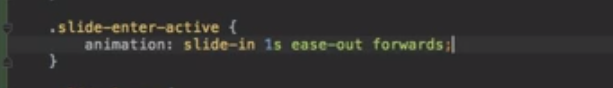 .slide-enter-active {
    animation: slide-in 1s ease-out forwards;
}